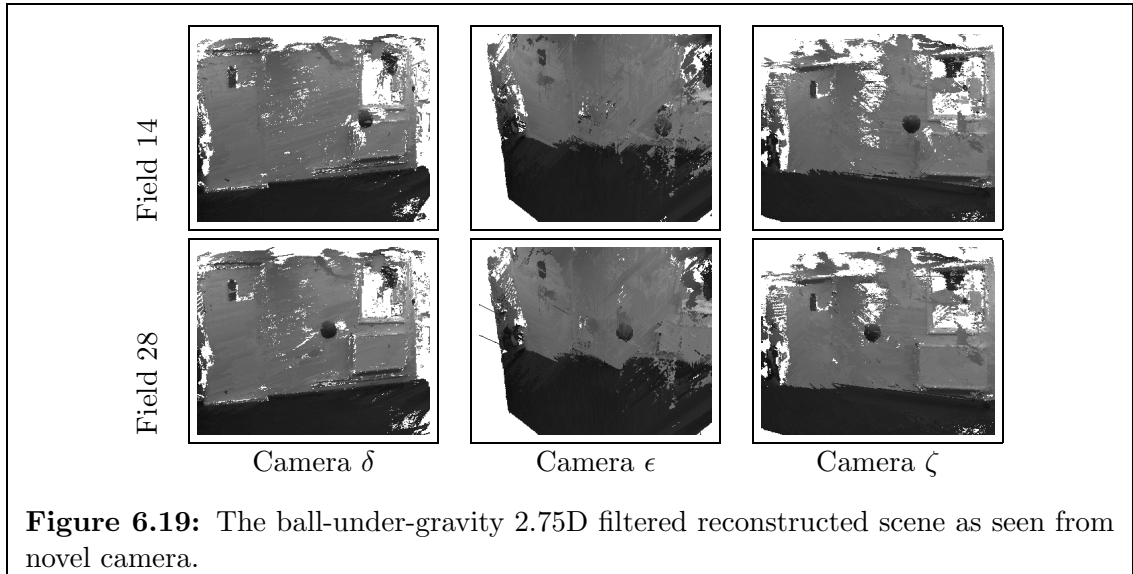 Field 14
Field 28
Camera δ Camera ϵ Camera ζ
Figure 6.19: The ball-under-gravity 2.75D filtered reconstructed scene as seen from
novel camera.